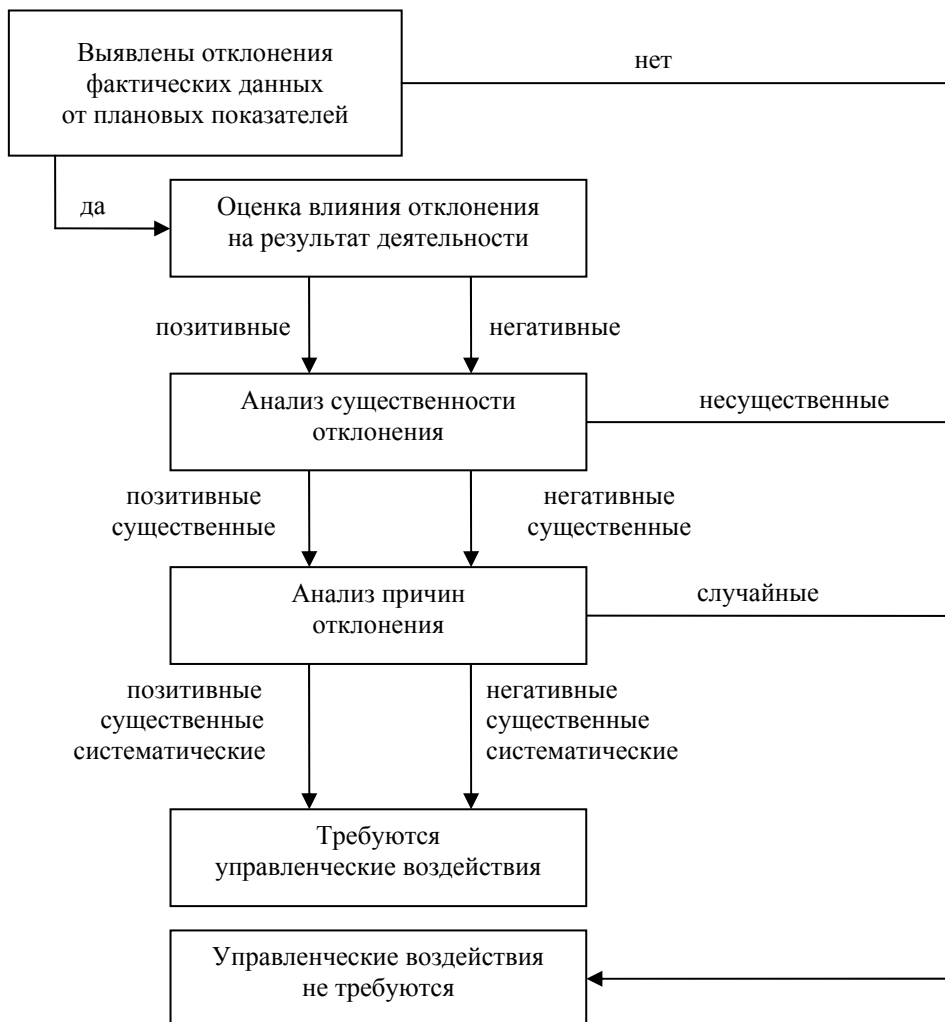 Выявлены отклонения
фактических данных
от плановых показателей
нет
да
Оценка влияния отклонения
на результат деятельности
позитивные
негативные
Анализ существенности
отклонения
несущественные
позитивные
существенные
негативные
существенные
Анализ причин
отклонения
случайные
позитивные
существенные
систематические
негативные
существенные
систематические
Требуются
управленческие воздействия
Управленческие воздействия
не требуются